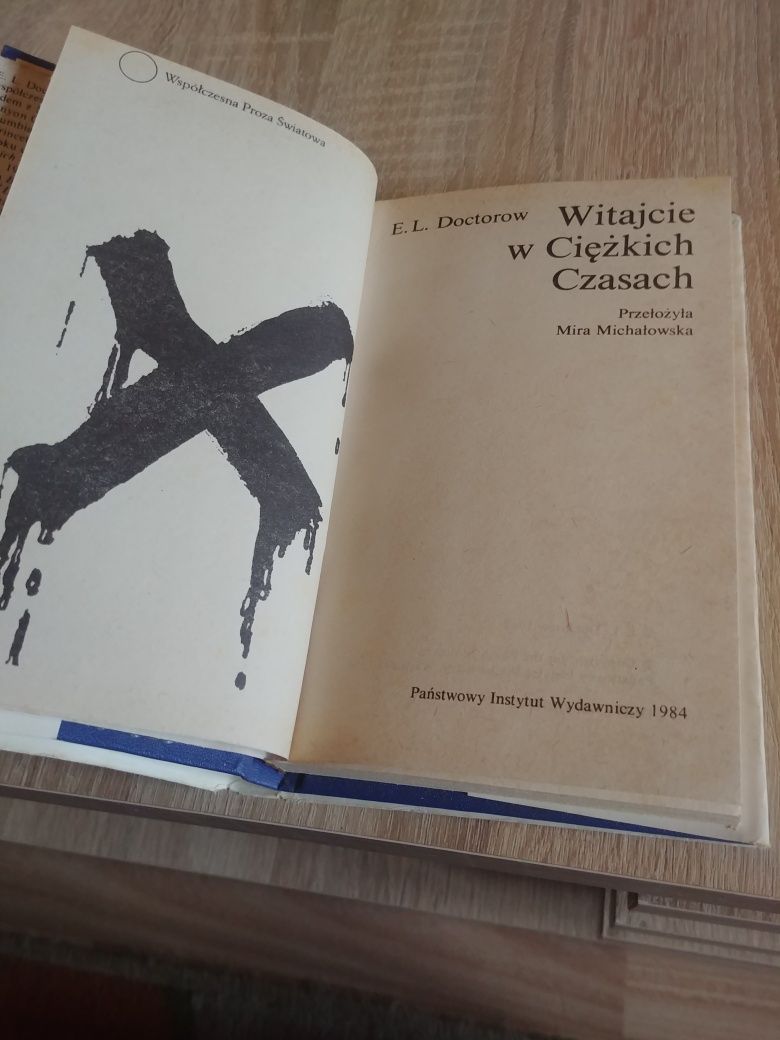 Współczesna Proza Światowa
E. L. Doctorow Witajcie
w Ciężkich
Czasach
Przełożyła
Mira Michałowska
Państwowy Instytut Wydawniczy 1984